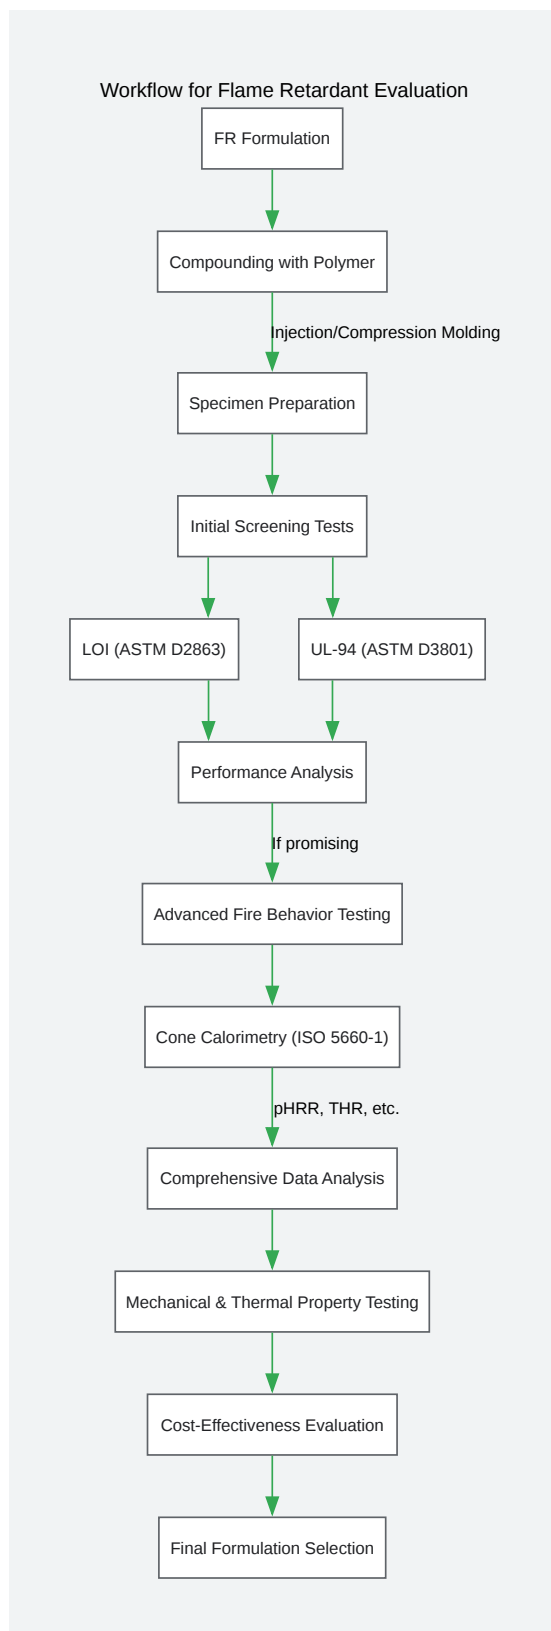 Workflow for Flame Retardant Evaluation
FR Formulation
Compounding with Polymer
Injection/Compression Molding
Specimen Preparation
Initial Screening Tests
LOI (ASTM D2863)
UL-94 (ASTM D3801)
Performance Analysis
If promising
Advanced Fire Behavior Testing
Cone Calorimetry (ISO 5660-1)
pHRR, THR, etc.
Comprehensive Data Analysis
Mechanical & Thermal Property Testing
Cost-Effectiveness Evaluation
Final Formulation Selection